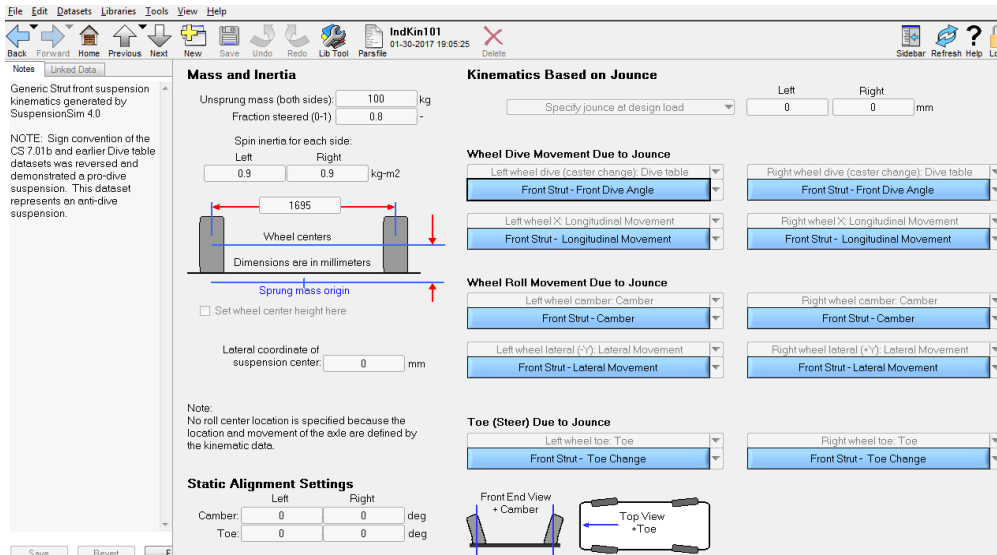 File Edit Datasets Libraries Tools View Help
Back Forward Home Previous Next New Save Undo Redo Lib Tool Parsfile
IndKin101
01-30-2017 19:05:25
Delete
Sidebar Refresh Help
Notes Linked Data
Generic Strut front suspension
kinematics generated by
SuspensionSim 4.0
NOTE: Sign convention of the
CS 7.01b and earlier Dive table
datasets was reversed and
demonstrated a pro-dive
suspension. This dataset
represents an anti-dive
suspension.
Save Revert
Mass and Inertia
Unsprung mass (both sides): 100 kg
Fraction steered (0-1) 0.8 -
Spin inertia for each side:
Left Right
0.9 0.9 kg-m2
1695
Wheel centers
Dimensions are in millimeters
Sprung mass origin
Set wheel center height here
Lateral coordinate of
suspension center: 0 mm
Note:
No roll center location is specified because the
location and movement of the axle are defined by
the kinematic data.
Static Alignment Settings
Left Right
Camber: 0 0 deg
Toe: 0 0 deg
Kinematics Based on Jounce
Left Right
Specify jounce at design load 0 0 mm
Wheel Dive Movement Due to Jounce
Left wheel dive (caster change): Dive table Right wheel dive (caster change): Dive table
Front Strut - Front Dive Angle Front Strut - Front Dive Angle
Left wheel X: Longitudinal Movement Right wheel X: Longitudinal Movement
Front Strut - Longitudinal Movement Front Strut - Longitudinal Movement
Wheel Roll Movement Due to Jounce
Left wheel camber: Camber Right wheel camber: Camber
Front Strut - Camber Front Strut - Camber
Left wheel lateral (-Y): Lateral Movement Right wheel lateral (+Y): Lateral Movement
Front Strut - Lateral Movement Front Strut - Lateral Movement
Toe (Steer) Due to Jounce
Left wheel toe: Toe Right wheel toe: Toe
Front Strut - Toe Change Front Strut - Toe Change
Front End View
+ Camber
Top View
+Toe